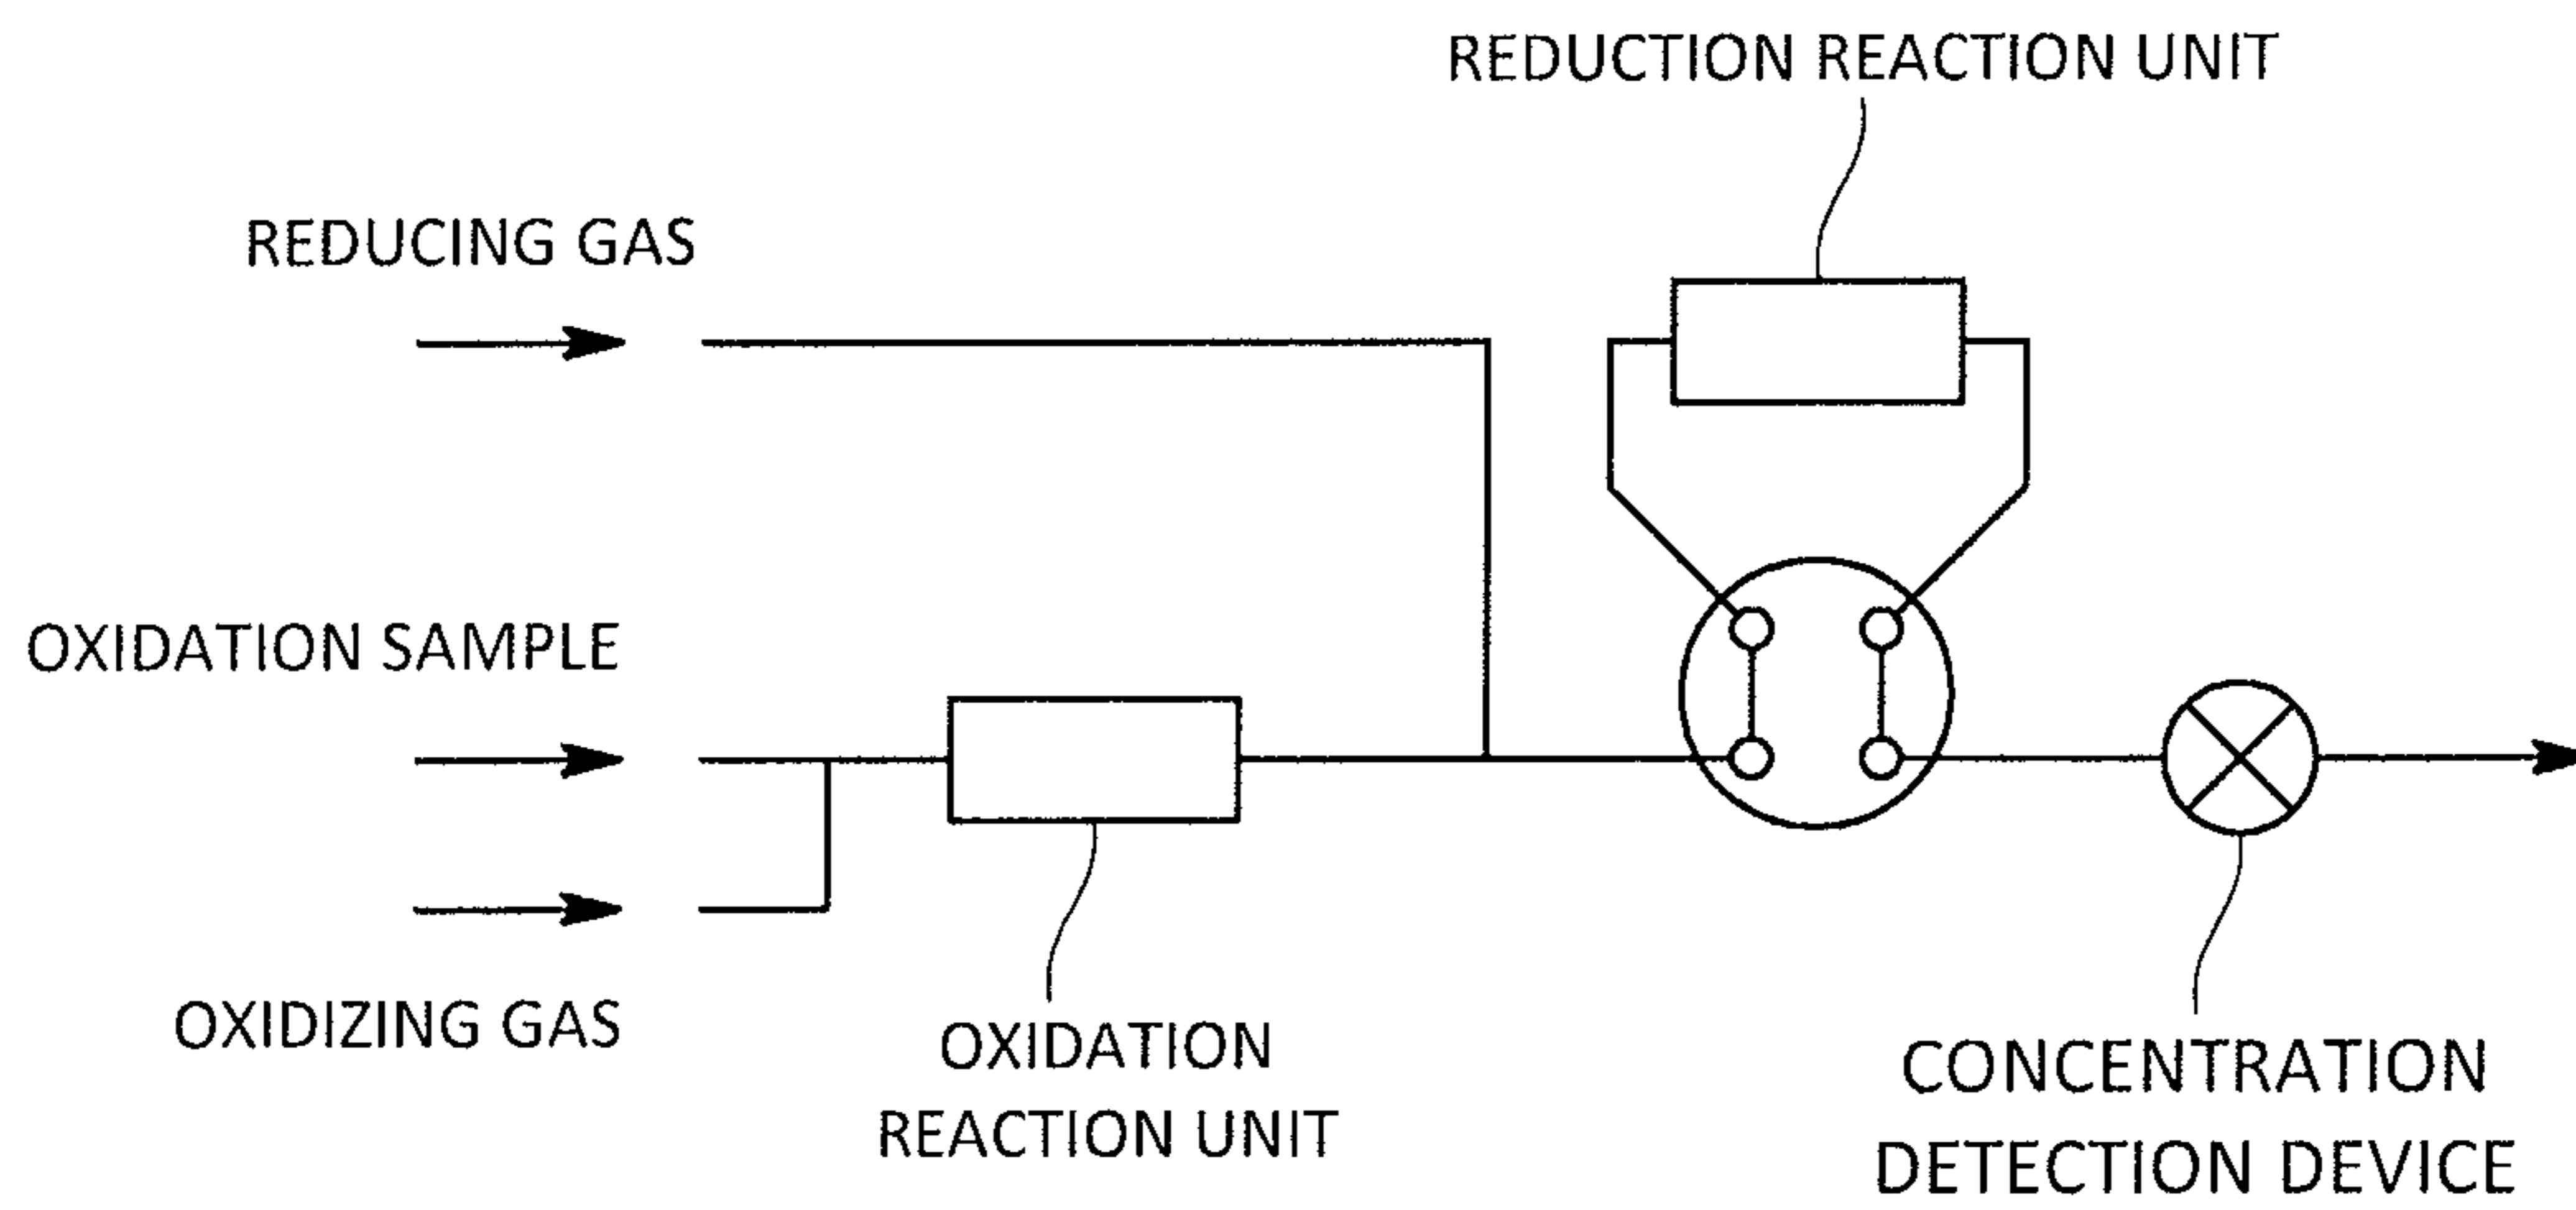 REDUCTION REACTION UNIT
REDUCING GAS
OXIDATION SAMPLE
OXIDIZING GAS
OXIDATION
REACTION UNIT
CONCENTRATION
DETECTION DEVICE